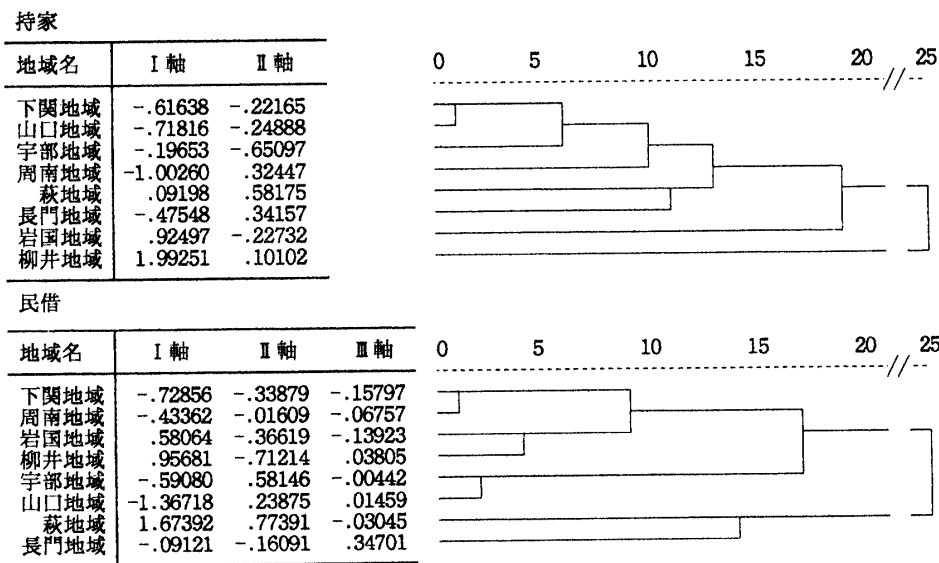 持家
地域名 Ⅰ軸 Ⅱ軸
0 5 10 15 20 25
下関地域 -.61638 -.22165
山口地域 -.71816 -.24888
宇部地域 -.19653 -.65097
周南地域 -1.00260 .32447
萩地域 .09198 .58175
長門地域 -.47548 .34157
岩国地域 .92497 -.22732
柳井地域 1.99251 .10102
民借
地域名 Ⅰ軸 Ⅱ軸 Ⅲ軸
0 5 10 15 20 25
下関地域 -.72856 -.33879 -.15797
周南地域 -.43362 -.01609 -.06757
岩国地域 .58064 -.36619 -.13923
柳井地域 .95681 -.71214 .03805
宇部地域 -.59080 .58146 -.00442
山口地域 -1.36718 .23875 .01459
萩地域 1.67392 .77391 -.03045
長門地域 -.09121 -.16091 .34701